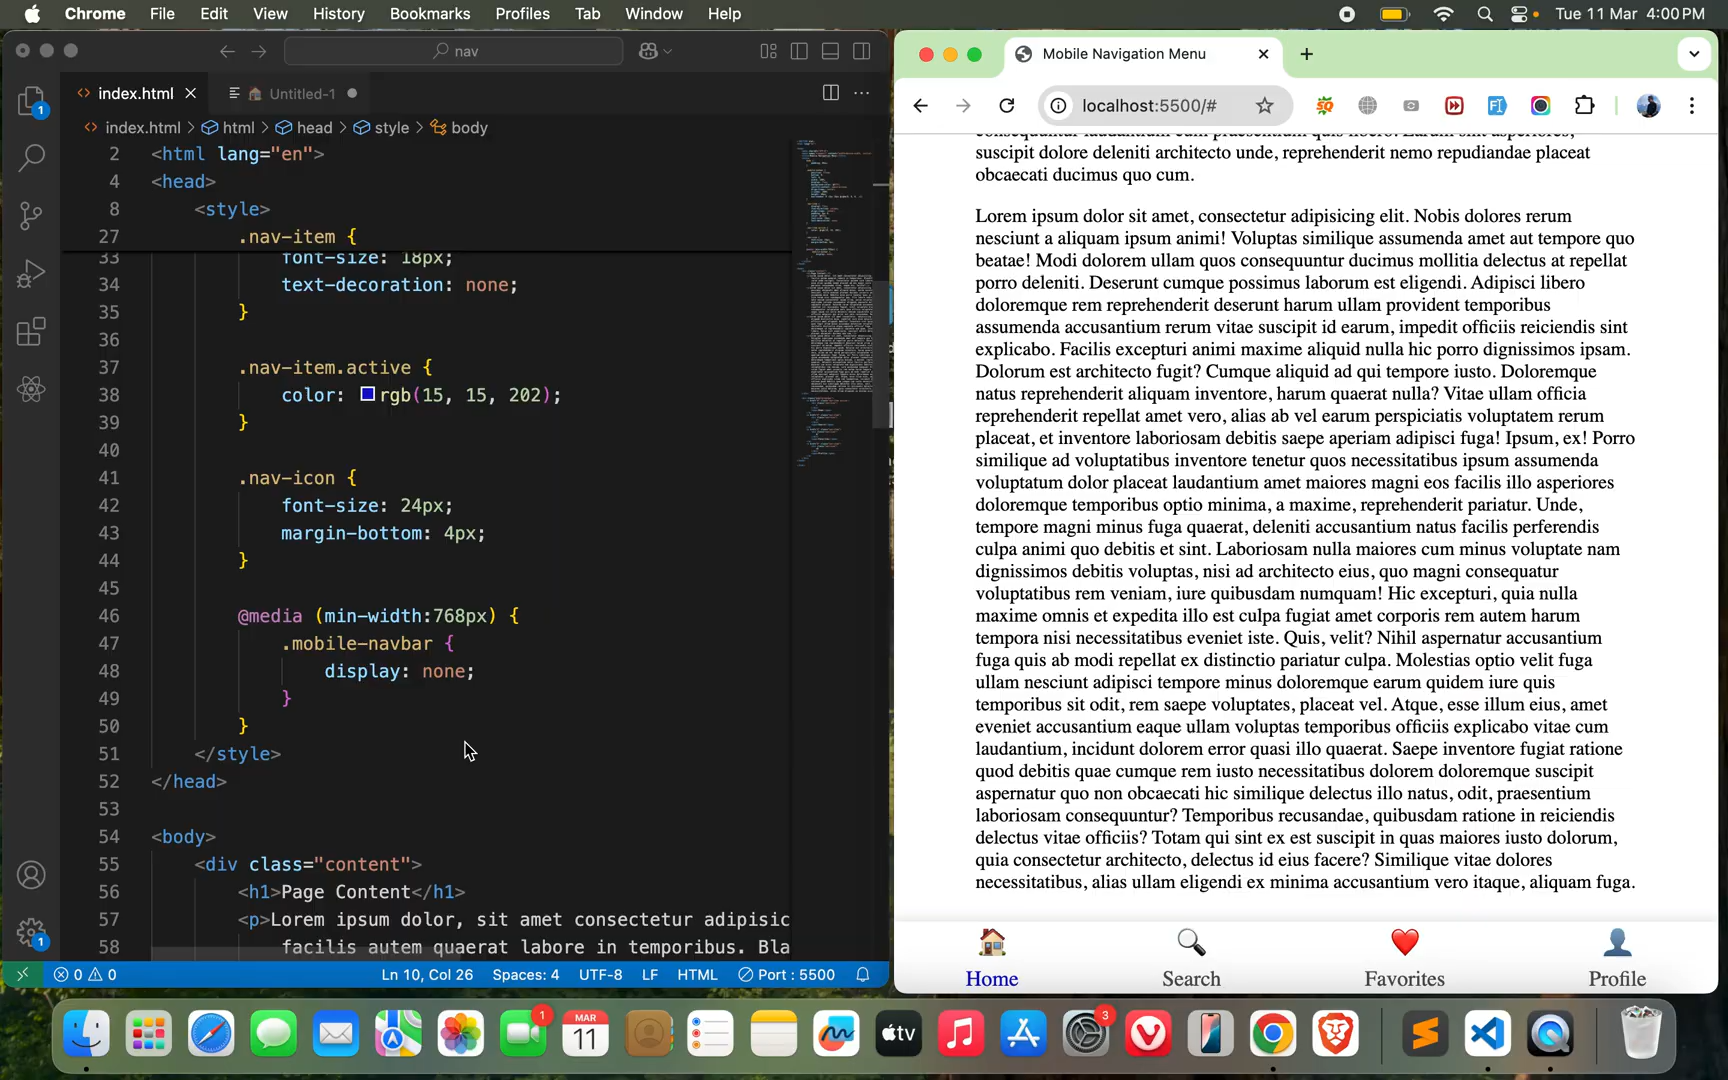 Chrome File Edit View History Bookmarks Profiles Tab Window Help Tue 11 Mar 4:00 PM
nav
index.html Untitled-1
index.html > html > head > style > body
2 <html lang="en">
4 <head>
8 <style>
27 .nav-item {
33 font-size: 18px;
34 text-decoration: none;
35 }
36
37 .nav-item.active {
38 color: rgb(15, 15, 202);
39 }
40
41 .nav-icon {
42 font-size: 24px;
43 margin-bottom: 4px;
44 }
45
46 @media (min-width:768px) {
47 .mobile-navbar {
48 display: none;
49 }
50 }
51 </style>
52 </head>
53
54 <body>
55 <div class="content">
56 <h1>Page Content</h1>
57 <p>Lorem ipsum dolor, sit amet consectetur adipisic
58 facilis autem quaerat labore in temporibus. Bla
1
1
0 0 Ln 10, Col 26 Spaces: 4 UTF-8 LF HTML Port : 5500
Mobile Navigation Menu
localhost:5500/#
suscipit dolore deleniti architecto unde, reprehenderit nemo repudiandae placeat
obcaecati ducimus quo cum.
Lorem ipsum dolor sit amet, consectetur adipisicing elit. Nobis dolores rerum
nesciunt a aliquam ipsum animi! Voluptas similique assumenda amet aut tempore quo
beatae! Modi dolorem ullam quos consequuntur ducimus mollitia delectus at repellat
porro deleniti. Deserunt cumque possimus laborum est eligendi. Adipisci libero
doloremque rem reprehenderit deserunt harum ullam provident temporibus
assumenda accusantium rerum vitae suscipit id earum, impedit officiis reiciendis sint
explicabo. Facilis excepturi animi maxime aliquid nulla hic porro dignissimos ipsam.
Dolorum est architecto fugit? Cumque aliquid ad qui tempore iusto. Doloremque
natus reprehenderit aliquam inventore, harum quaerat nulla? Vitae ullam officia
reprehenderit repellat amet vero, alias ab vel earum perspiciatis voluptatem rerum
placeat, et inventore laboriosam debitis saepe aperiam adipisci fuga! Ipsum, ex! Porro
similique ad voluptatibus inventore tenetur quos necessitatibus ipsum assumenda
voluptatum dolor placeat laudantium amet maiores magni eos facilis illo asperiores
doloremque temporibus optio minima, a maxime, reprehenderit pariatur. Unde,
tempore magni minus fuga quaerat, deleniti accusantium natus facilis perferendis
culpa animi quo debitis et sint. Laboriosam nulla maiores cum minus voluptate nam
dignissimos debitis voluptas, nisi ad architecto eius, quo magni consequatur
voluptatibus rem veniam, iure quibusdam numquam! Hic excepturi, quia nulla
maxime omnis et expedita illo est culpa fugiat amet corporis rem autem harum
tempora nisi necessitatibus eveniet iste. Quis, velit? Nihil aspernatur accusantium
fuga quis ab modi repellat ex distinctio pariatur culpa. Molestias optio velit fuga
ullam nesciunt adipisci tempore minus doloremque earum quidem iure quis
temporibus sit odit, rem saepe voluptates, placeat vel. Atque, esse illum eius, amet
eveniet accusantium eaque ullam voluptas temporibus officiis explicabo vitae cum
laudantium, incidunt dolorem error quasi illo quaerat. Saepe inventore fugiat ratione
quod debitis quae cumque rem iusto necessitatibus dolorem doloremque suscipit
aspernatur quo non obcaecati hic similique delectus illo natus, odit, praesentium
laboriosam consequuntur? Temporibus recusandae, quibusdam ratione in reiciendis
delectus vitae officiis? Totam qui sint ex est suscipit in quas maiores iusto dolorum,
quia consectetur architecto, delectus id eius facere? Similique vitae dolores
necessitatibus, alias ullam eligendi ex minima accusantium vero itaque, aliquam fuga.
Home Search Favorites Profile
1 MAR 11 tv 3